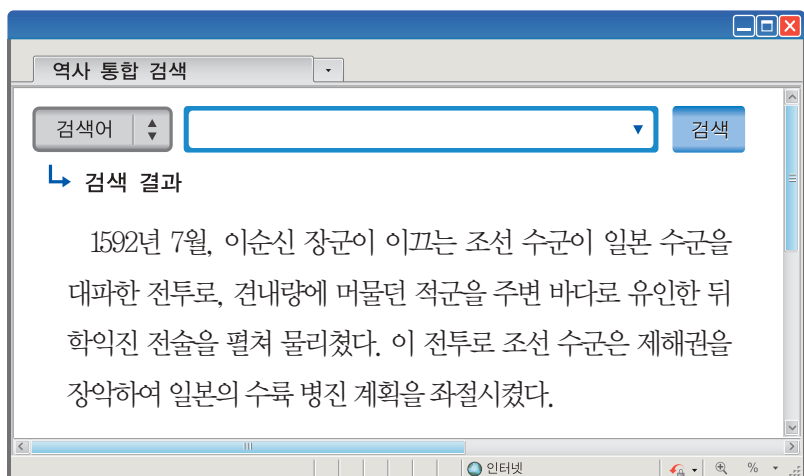 역사 통합 검색
검색어 검색
검색 결과
1592년 7월, 이순신 장군이 이끄는 조선 수군이 일본 수군을
대파한 전투로, 견내량에 머물던 적군을 주변 바다로 유인한 뒤
학익진 전술을 펼쳐 물리쳤다. 이 전투로 조선 수군은 제해권을
장악하여 일본의 수륙 병진 계획을 좌절시켰다.
인터넷 %